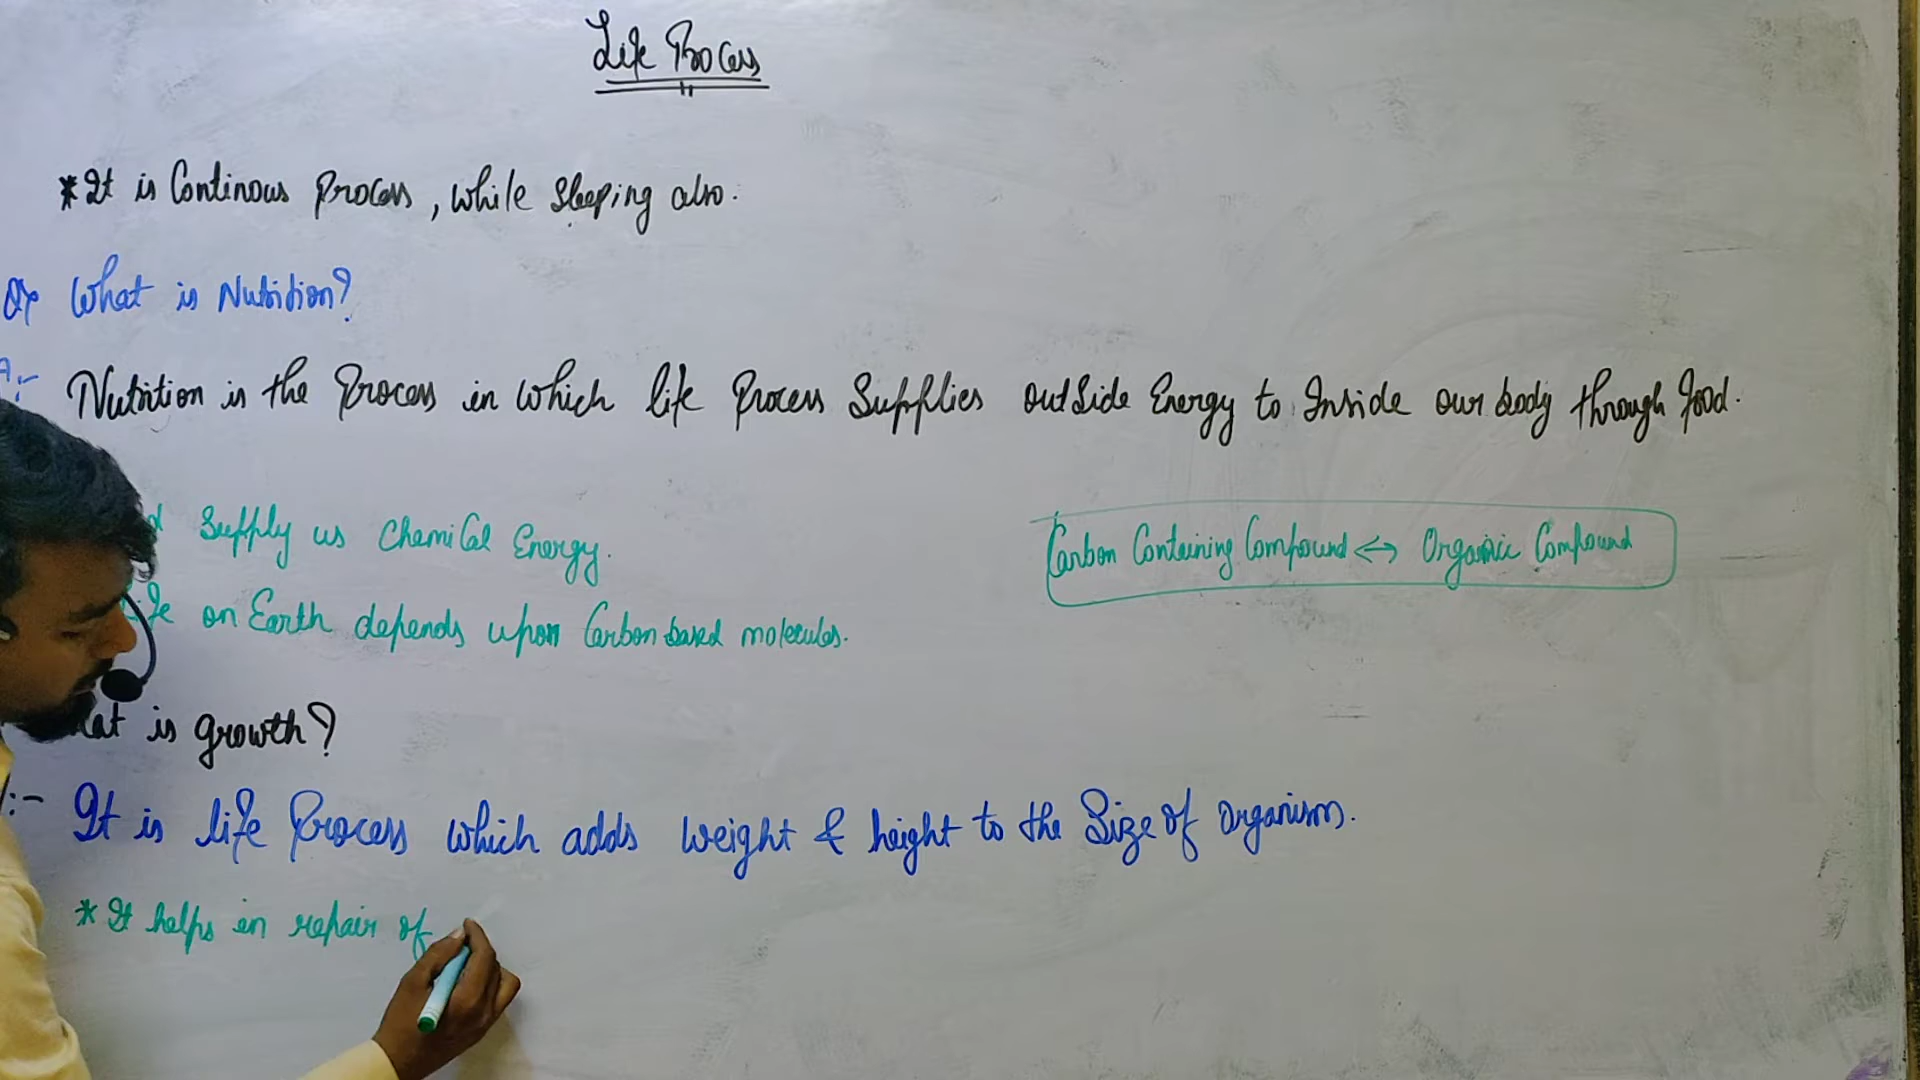 Life Process
*It is Continous Process, while sleeping also.
Q What is Nutrition?
A:- Nutrition is the Process in which life Process Supplies outside Energy to Inside our body through food.
Supply us Chemical Energy.
Carbon Containing Compound ↔ Organic Compound
life on Earth depends upon Carbon based molecules.
is growth?
:- It is life Process which adds weight & height to the Size of Organism.
* It helps in repair of